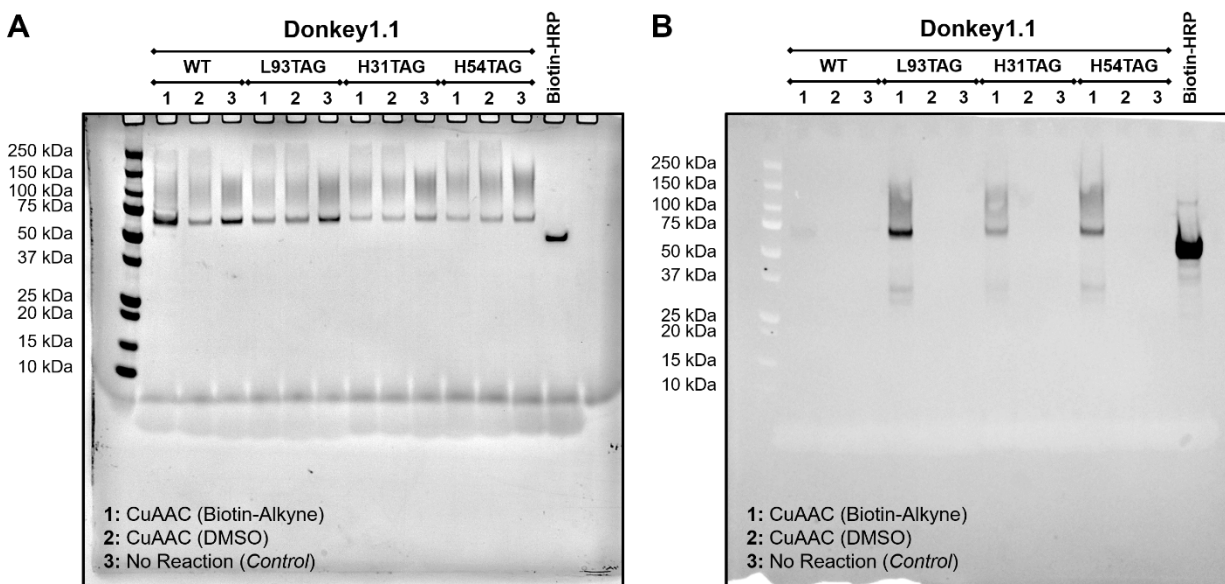 A
Donkey1.1
WT L93TAG H31TAG H54TAG
Biotin-HRP
1 2 3 1 2 3 1 2 3 1 2 3
250 kDa
150 kDa
100 kDa
75 kDa
50 kDa
37 kDa
25 kDa
20 kDa
15 kDa
10 kDa
1: CuAAC (Biotin-Alkyne)
2: CuAAC (DMSO)
3: No Reaction (Control)
B
Donkey1.1
WT L93TAG H31TAG H54TAG
Biotin-HRP
1 2 3 1 2 3 1 2 3 1 2 3
250 kDa
150 kDa
100 kDa
75 kDa
50 kDa
37 kDa
25 kDa
20 kDa
15 kDa
10 kDa
1: CuAAC (Biotin-Alkyne)
2: CuAAC (DMSO)
3: No Reaction (Control)